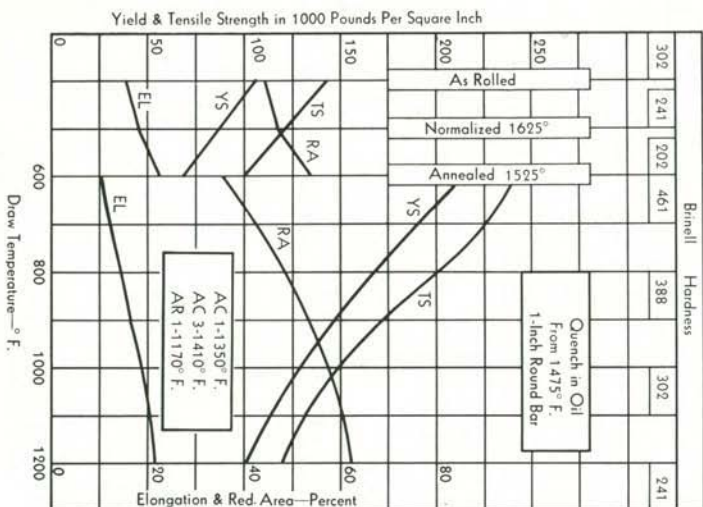 Yield & Tensile Strength in 1000 Pounds Per Square Inch
Brinell Hardness
302
241
202
461
388
302
241
As Rolled
Normalized 1625°
Annealed 1525°
0
50
100
150
200
250
EL
YS
TS
RA
EL
RA
YS
TS
Quench in Oil
From 1475° F.
1-Inch Round Bar
AC 1-1350° F.
AC 3-1410° F.
AR 1-1170° F.
600
800
1000
1200
Draw Temperature—° F.
0
20
40
60
80
Elongation & Red. Area—Percent